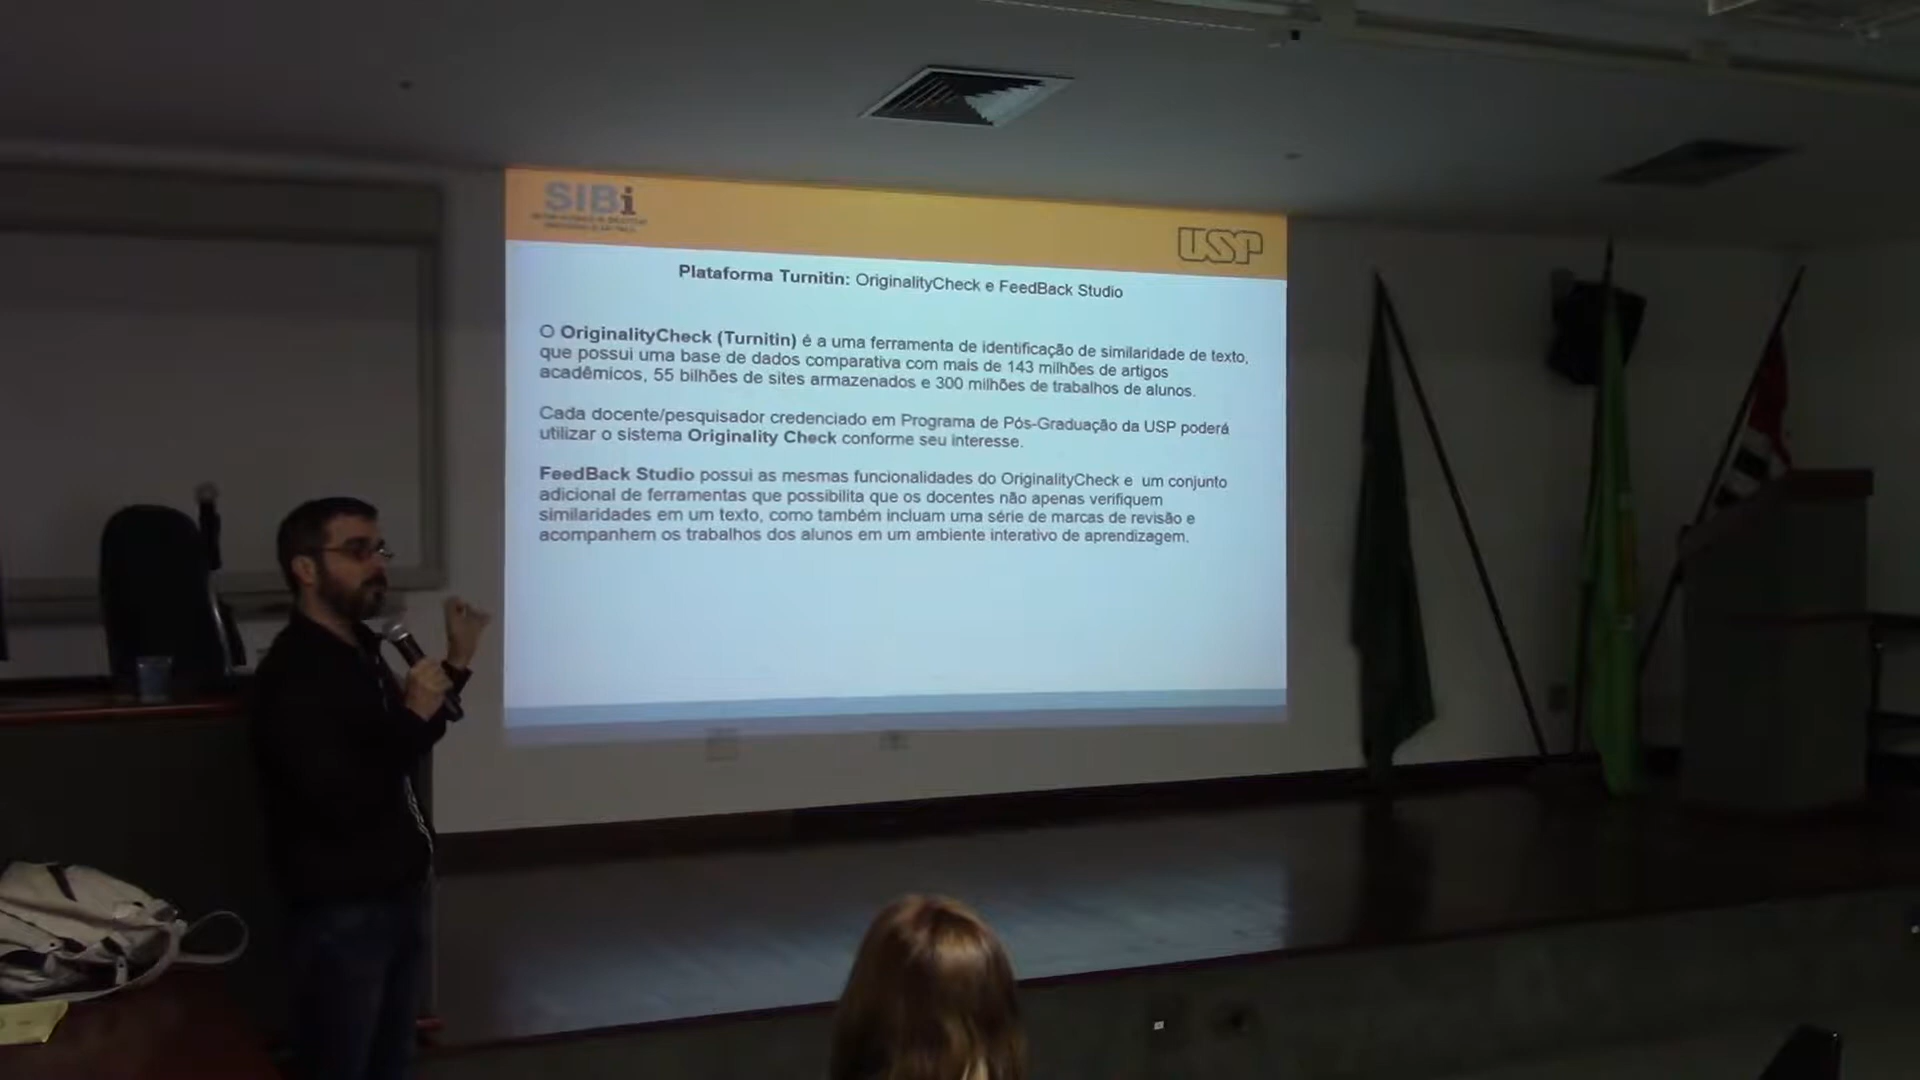 SIBi
USP
Plataforma Turnitin: OriginalityCheck e FeedBack Studio
O OriginalityCheck (Turnitin) é a uma ferramenta de identificação de similaridade de texto,
que possui uma base de dados comparativa com mais de 143 milhões de artigos
acadêmicos, 55 bilhões de sites armazenados e 300 milhões de trabalhos de alunos.
Cada docente/pesquisador credenciado em Programa de Pós-Graduação da USP poderá
utilizar o sistema Originality Check conforme seu interesse.
FeedBack Studio possui as mesmas funcionalidades do OriginalityCheck e um conjunto
adicional de ferramentas que possibilita que os docentes não apenas verifiquem
similaridades em um texto, como também incluam uma série de marcas de revisão e
acompanhem os trabalhos dos alunos em um ambiente interativo de aprendizagem.